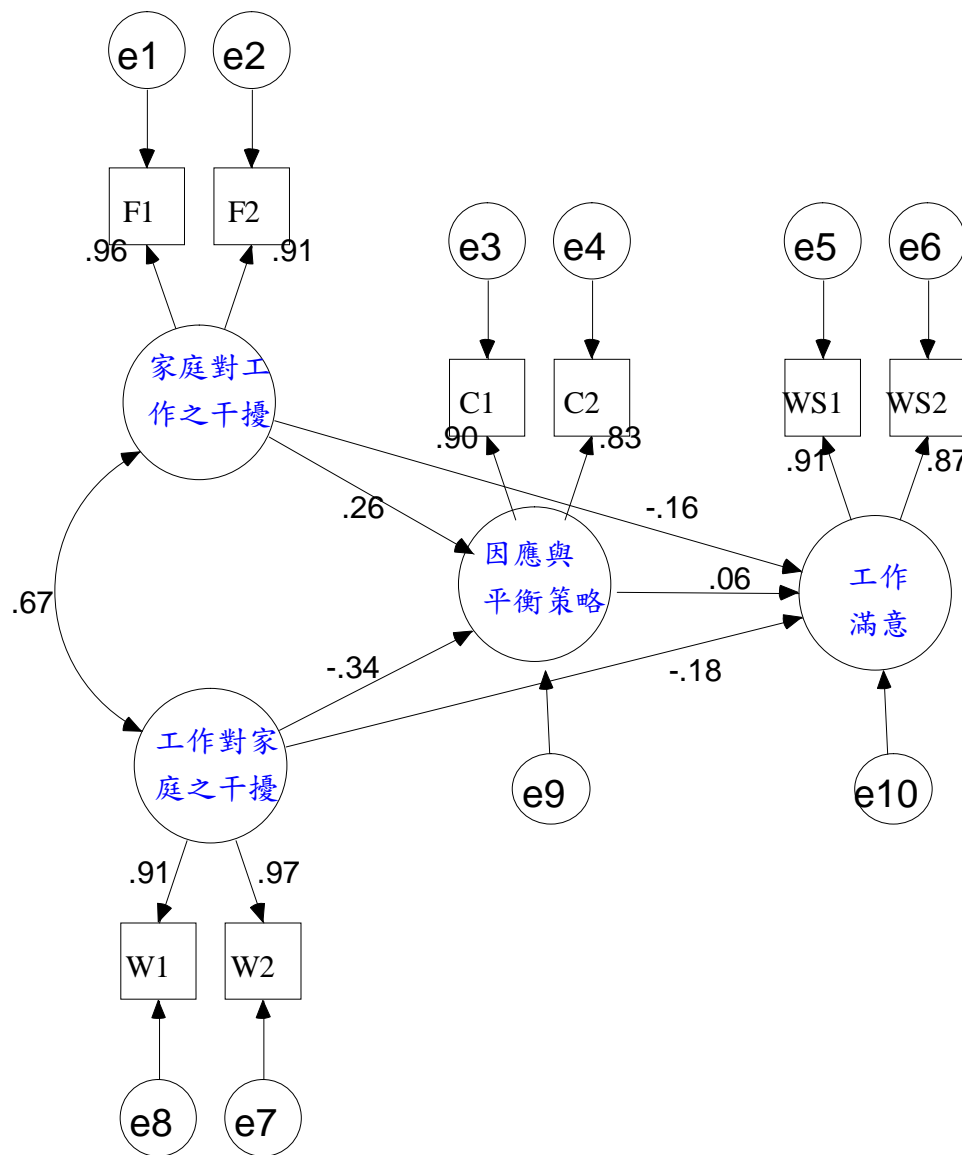 e1
e2
F1
F2
.96
.91
e3
e4
e5
e6
家庭對工
作之干擾
C1
C2
WS1
WS2
.90
.83
.91
.87
.26
-.16
因應與
平衡策略
.06
工作
滿意
.67
-.34
-.18
工作對家
庭之干擾
e9
e10
.91
.97
W1
W2
e8
e7